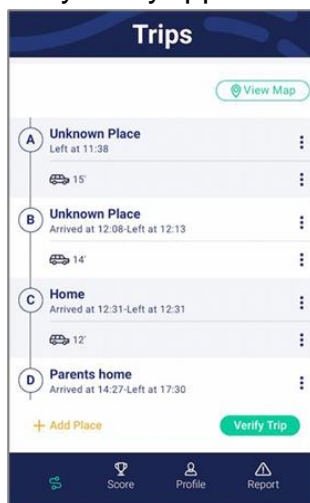 Trips
View Map
A
Unknown Place
Left at 11:38
15'
B
Unknown Place
Arrived at 12:08-Left at 12:13
14'
C
Home
Arrived at 12:31-Left at 12:31
12'
D
Parents home
Arrived at 14:27-Left at 17:30
+ Add Place
Verify Trip
Score
Profile
Report